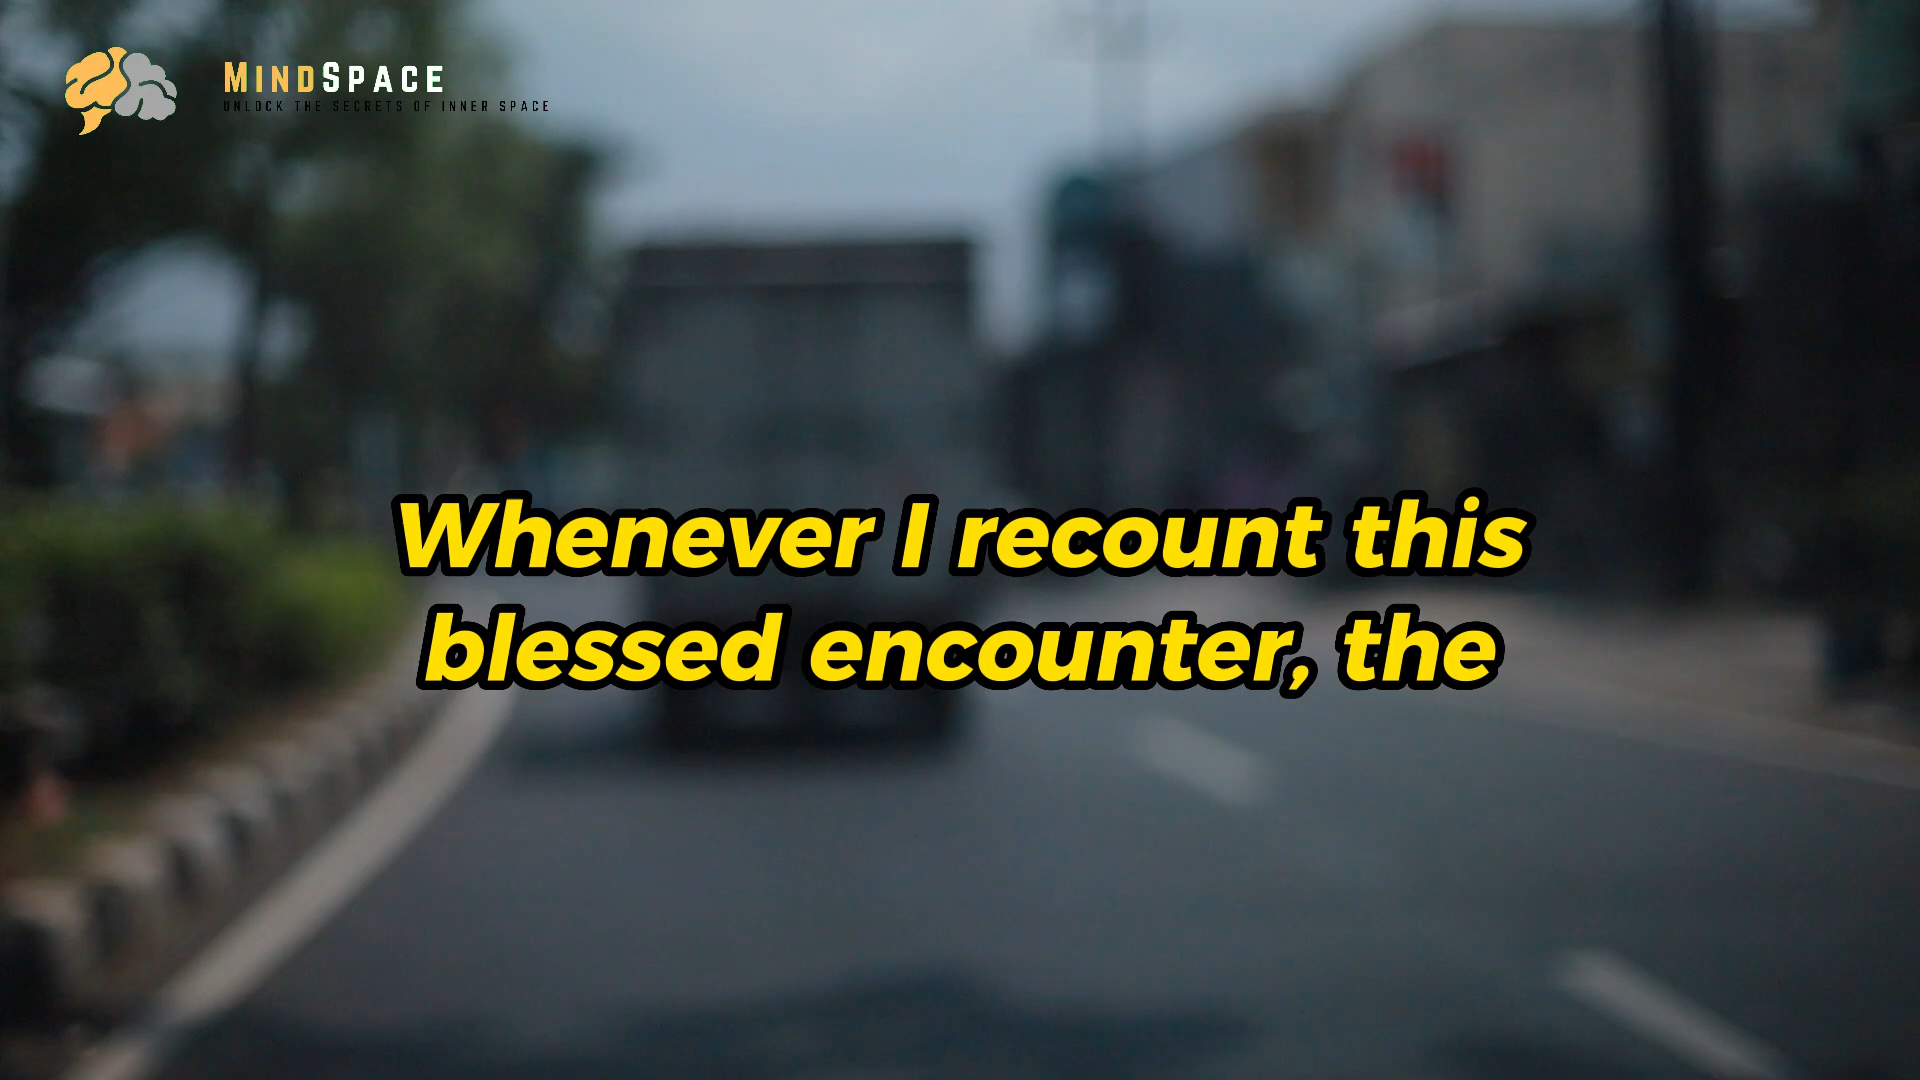 MINDSPACE
UNLOCK THE SECRETS OF INNER SPACE
Whenever I recount this
blessed encounter, the